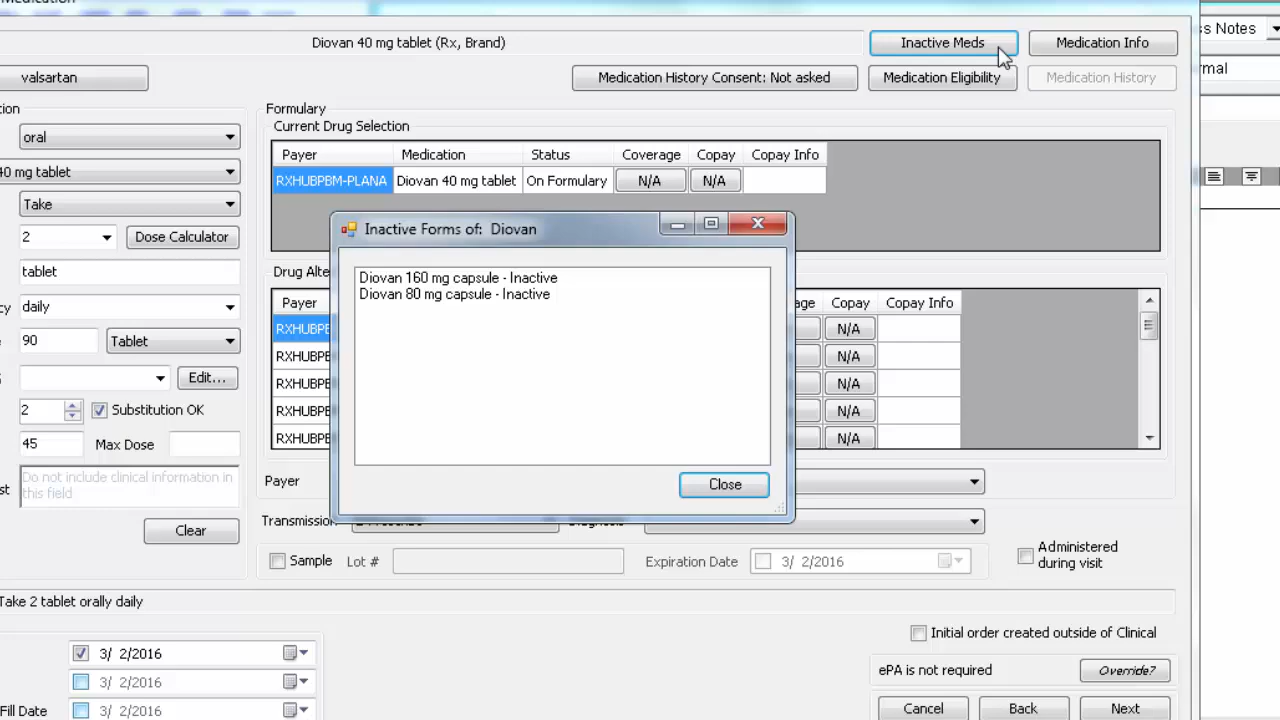 Medication
Diovan 40 mg tablet (Rx, Brand)
Inactive Meds
Medication Info
ss Notes
valsartan
Medication History Consent: Not asked
Medication Eligibility
Medication History
rmal
Formulary
Current Drug Selection
oral
Payer Medication Status Coverage Copay Copay Info
40 mg tablet
RXHUBPBM-PLANA Diovan 40 mg tablet On Formulary N/A N/A
Take
2
Dose Calculator
Inactive Forms of: Diovan
tablet
Drug Alte
Diovan 160 mg capsule - Inactive
Diovan 80 mg capsule - Inactive
cy daily
Payer age Copay Copay Info
90 Tablet
RXHUBPB N/A
RXHUBPB N/A
Edit...
RXHUBPB N/A
2 Substitution OK
RXHUBPB N/A
45 Max Dose
RXHUBPB N/A
Do not include clinical information in
this field
Payer
Close
Transmission
Clear
Sample Lot #
Expiration Date 3/ 2/2016
Administered
during visit
Take 2 tablet orally daily
Initial order created outside of Clinical
3/ 2/2016
ePA is not required Override?
3/ 2/2016
Fill Date 3/ 2/2016
Cancel Back Next